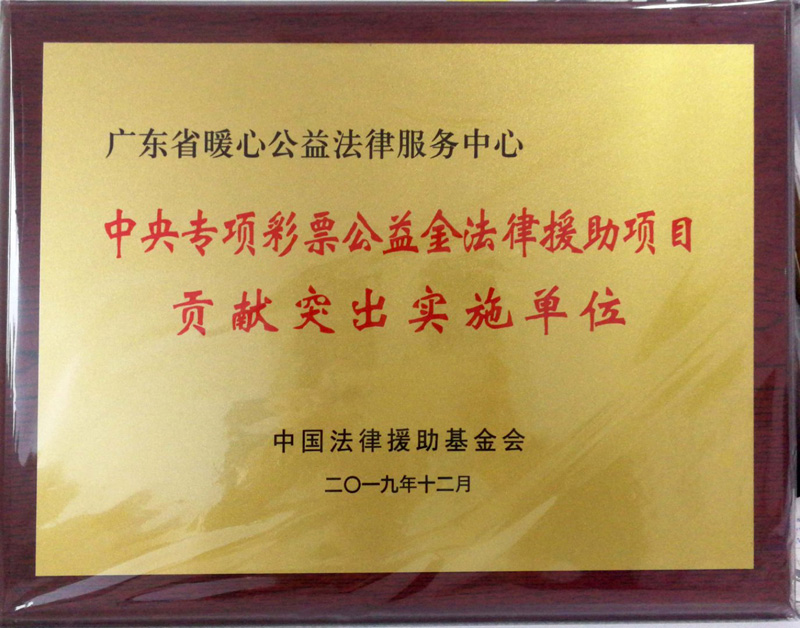 广东省暖心公益法律服务中心
中央专项彩票公益金法律援助项目
贡献突出实施单位
中国法律援助基金会
二〇一九年十二月